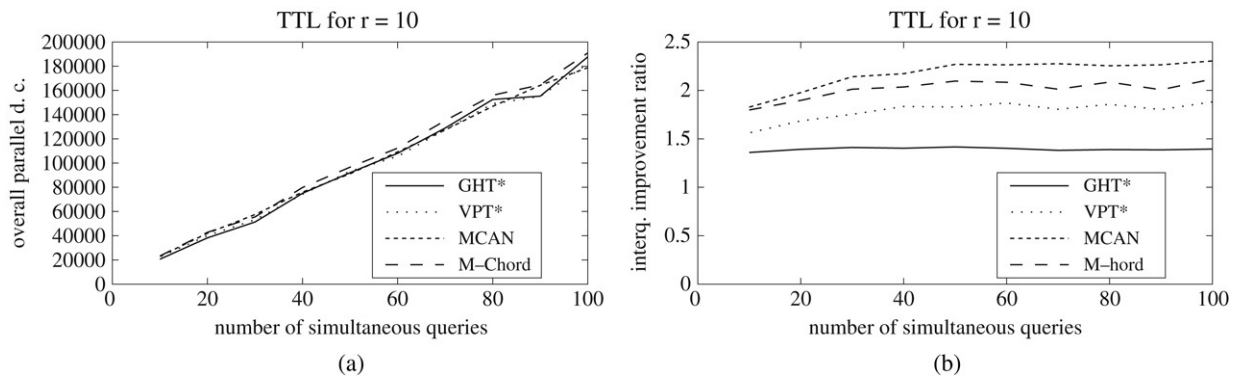 TTL for r = 10
overall parallel d. c.
200000
180000
160000
140000
120000
100000
80000
60000
40000
20000
0
0
20
40
60
80
100
GHT*
VPT*
MCAN
M–Chord
number of simultaneous queries
(a)
TTL for r = 10
interq. improvement ratio
2.5
2
1.5
1
0.5
0
0
20
40
60
80
100
GHT*
VPT*
MCAN
M–hord
number of simultaneous queries
(b)